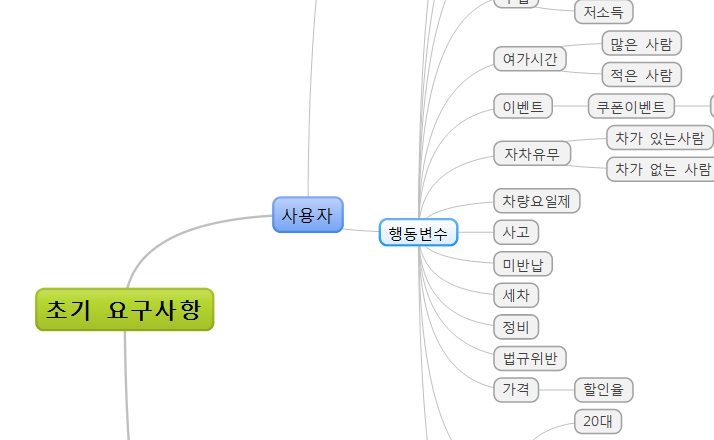 저소득
많은 사람
여가시간
적은 사람
이벤트
쿠폰이벤트
차가 있는사람
자차유무
차가 없는 사람
차량요일제
사용자
행동변수
사고
미반납
세차
초기 요구사항
정비
법규위반
가격
할인율
20대